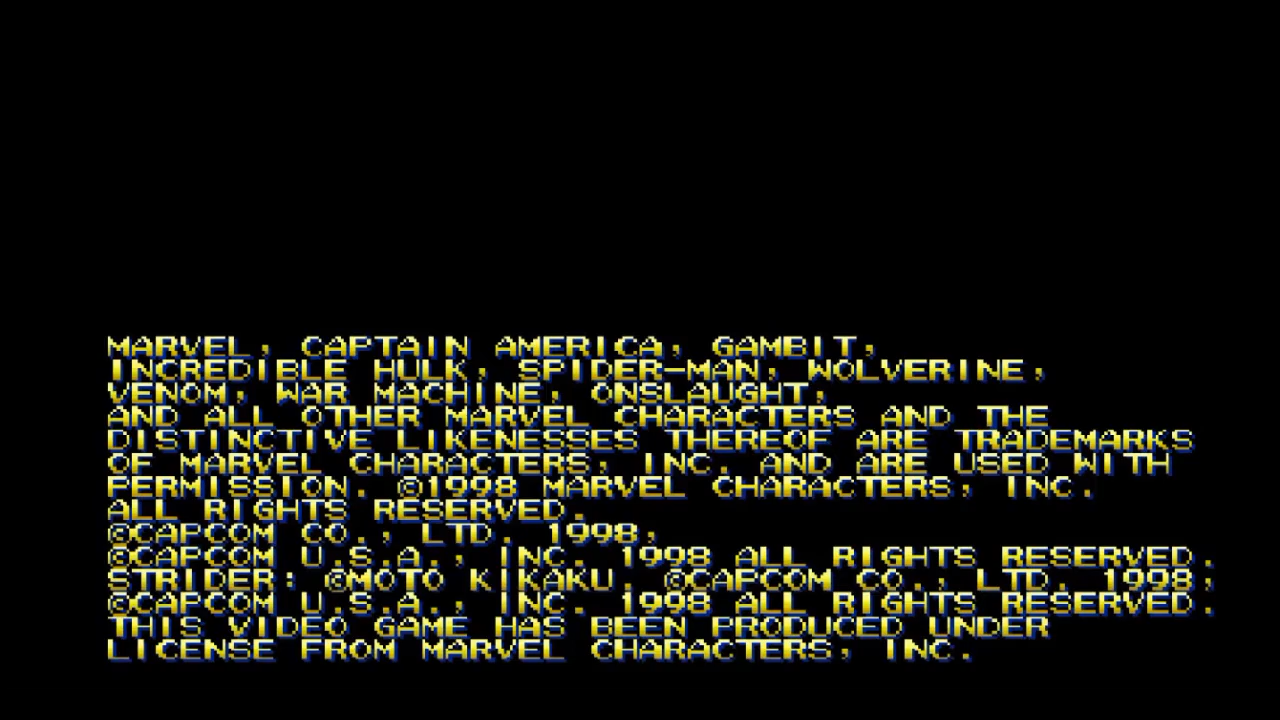 MARVEL, CAPTAIN AMERICA, GAMBIT,
INCREDIBLE HULK, SPIDER-MAN, WOLVERINE,
VENOM, WAR MACHINE, ONSLAUGHT,
AND ALL OTHER MARVEL CHARACTERS AND THE
DISTINCTIVE LIKENESSES THEREOF ARE TRADEMARKS
OF MARVEL CHARACTERS, INC. AND ARE USED WITH
PERMISSION. ©1998 MARVEL CHARACTERS, INC.
ALL RIGHTS RESERVED.
©CAPCOM CO., LTD. 1998,
©CAPCOM U.S.A., INC. 1998 ALL RIGHTS RESERVED.
STRIDER: ©MOTO KIKAKU. ©CAPCOM CO., LTD. 1998,
©CAPCOM U.S.A., INC. 1998 ALL RIGHTS RESERVED.
THIS VIDEO GAME HAS BEEN PRODUCED UNDER
LICENSE FROM MARVEL CHARACTERS, INC.